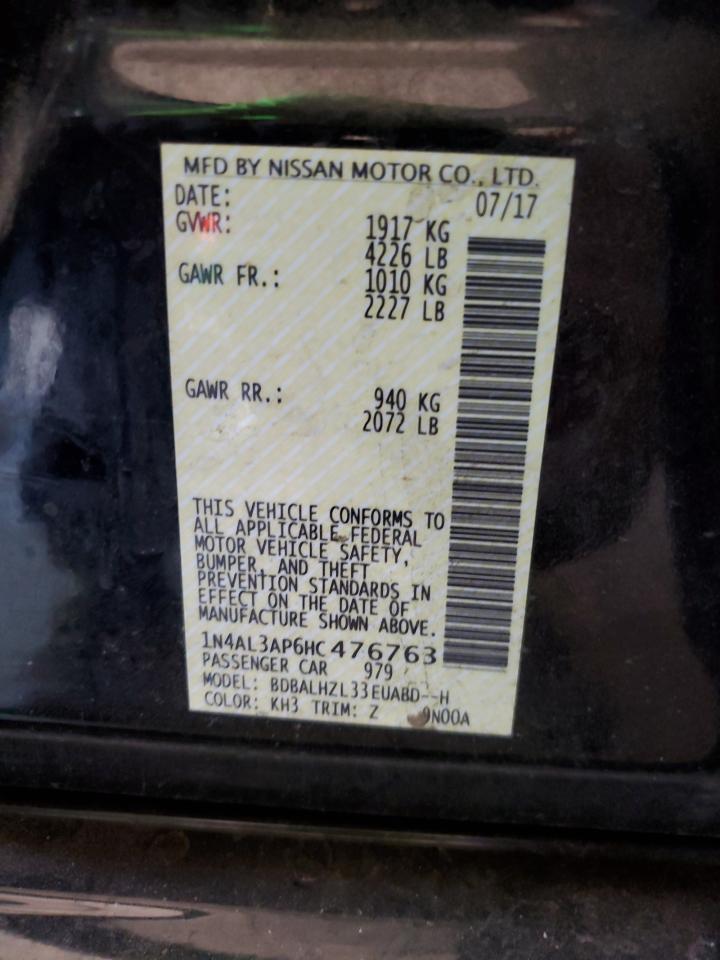 MFD BY NISSAN MOTOR CO., LTD.
DATE: 07/17
GVWR: 1917 KG
4226 LB
GAWR FR.: 1010 KG
2227 LB
GAWR RR.: 940 KG
2072 LB
THIS VEHICLE CONFORMS TO
ALL APPLICABLE FEDERAL
MOTOR VEHICLE SAFETY,
BUMPER, AND THEFT
PREVENTION STANDARDS IN
EFFECT ON THE DATE OF
MANUFACTURE SHOWN ABOVE.
1N4AL3AP6HC476763
PASSENGER CAR 979
MODEL: BDBALHZL33EUABD--H
COLOR: KH3 TRIM: Z 9N00A